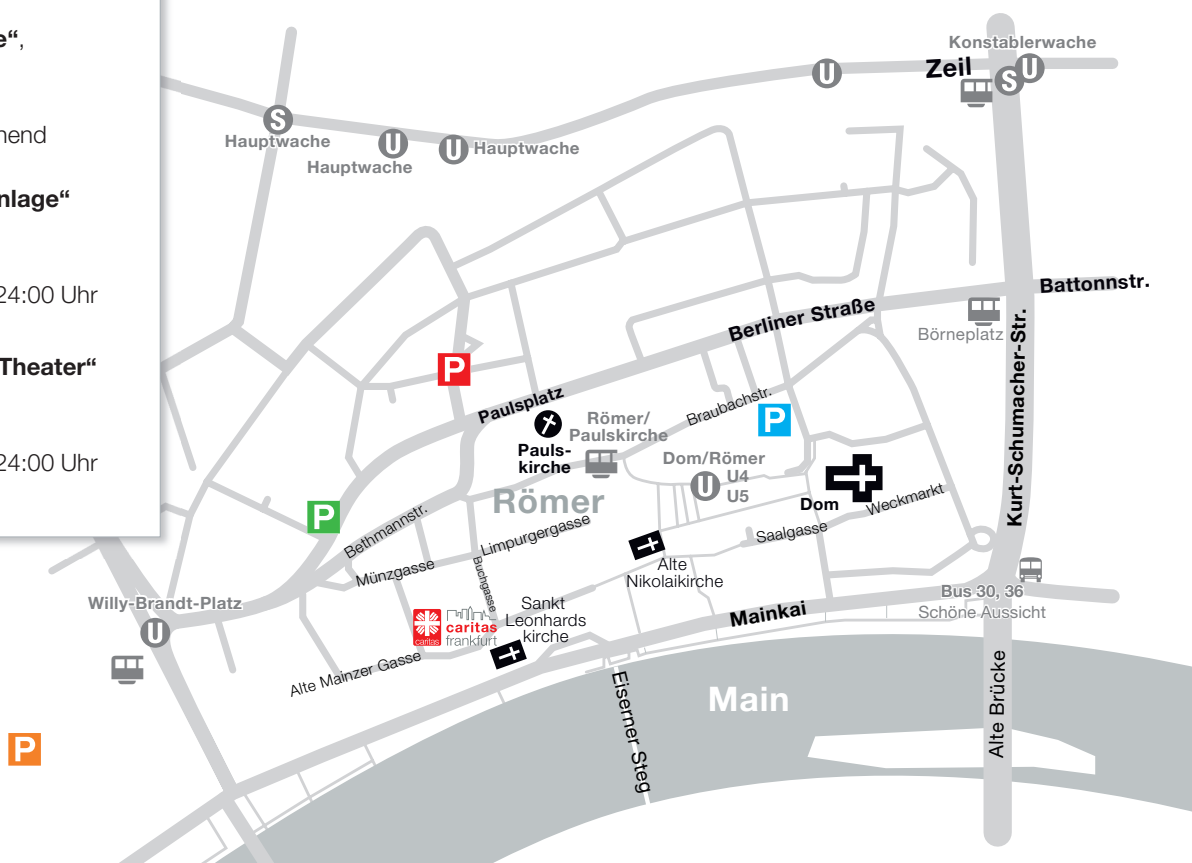 e“,
nend
nlage“
24:00 Uhr
Theater“
24:00 Uhr
Konstablerwache
Zeil
S
U
U
S
Hauptwache
U
Hauptwache
U
Hauptwache
Battonnstr.
Berliner Straße
Börneplatz
Kurt-Schumacher-Str.
P
Paulsplatz
Pauls-
kirche
Römer/
Paulskirche
Braubachstr.
P
Dom/Römer
U
U4
U5
Dom
Weckmarkt
Saalgasse
Römer
P
Bethmannstr.
Limpurgergasse
Münzgasse
Buchgasse
Alte
Nikolaikirche
Willy-Brandt-Platz
U
caritas
caritas
frankfurt
Sankt
Leonhards
kirche
Alte Mainzer Gasse
Mainkai
Bus 30, 36
Schöne Aussicht
Main
Eiserner Steg
Alte Brücke
P